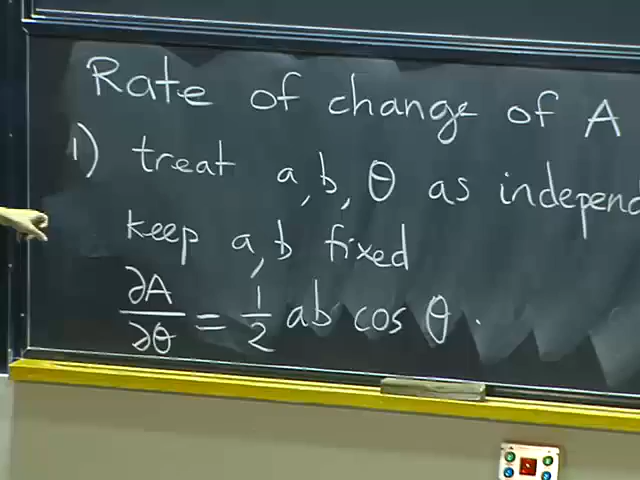 Rate of change of A
1) treat a, b, θ as independ
keep a, b fixed
∂A/∂θ = 1/2 ab cos θ.